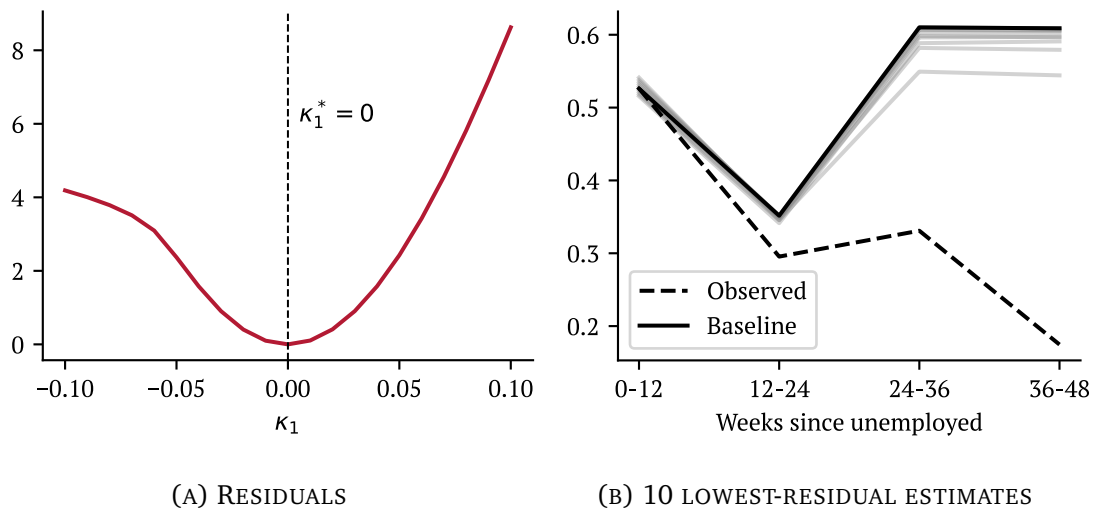 8
6
4
2
0
−0.10
−0.05
0.00
0.05
0.10
κ₁* = 0
κ₁
(A) RESIDUALS
0.6
0.5
0.4
0.3
0.2
Observed
Baseline
0-12
12-24
24-36
36-48
Weeks since unemployed
(B) 10 LOWEST-RESIDUAL ESTIMATES